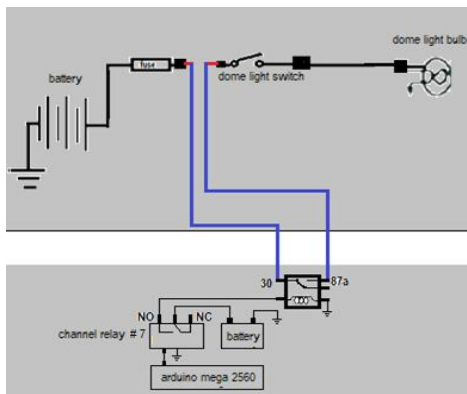 dome light bulb
fuse
battery
dome light switch
30
87a
NO
NC
channel relay # 7
battery
arduino mega 2560